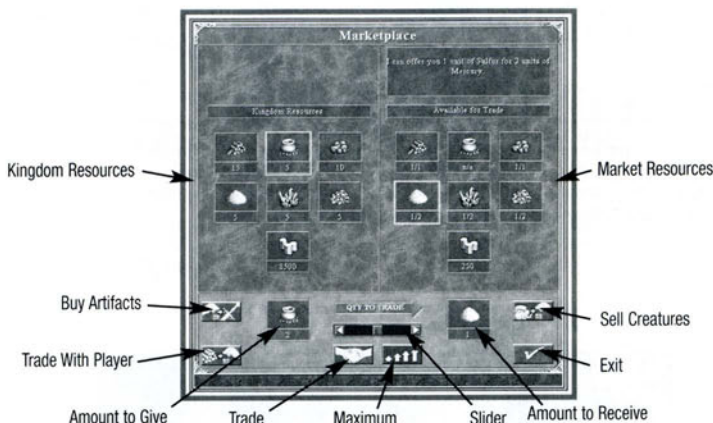 Marketplace
I can offer you 1 unit of Sulfur for 2 units of
Mercury.
Kingdom Resources
Available for Trade
15
5
10
1/1
n/a
1/1
Kingdom Resources
Market Resources
5
5
5
1/2
1/2
1/2
1500
250
Buy Artifacts
QTY TO TRADE
Sell Creatures
2
1
Trade With Player
Exit
Amount to Give
Trade
Maximum
Slider
Amount to Receive